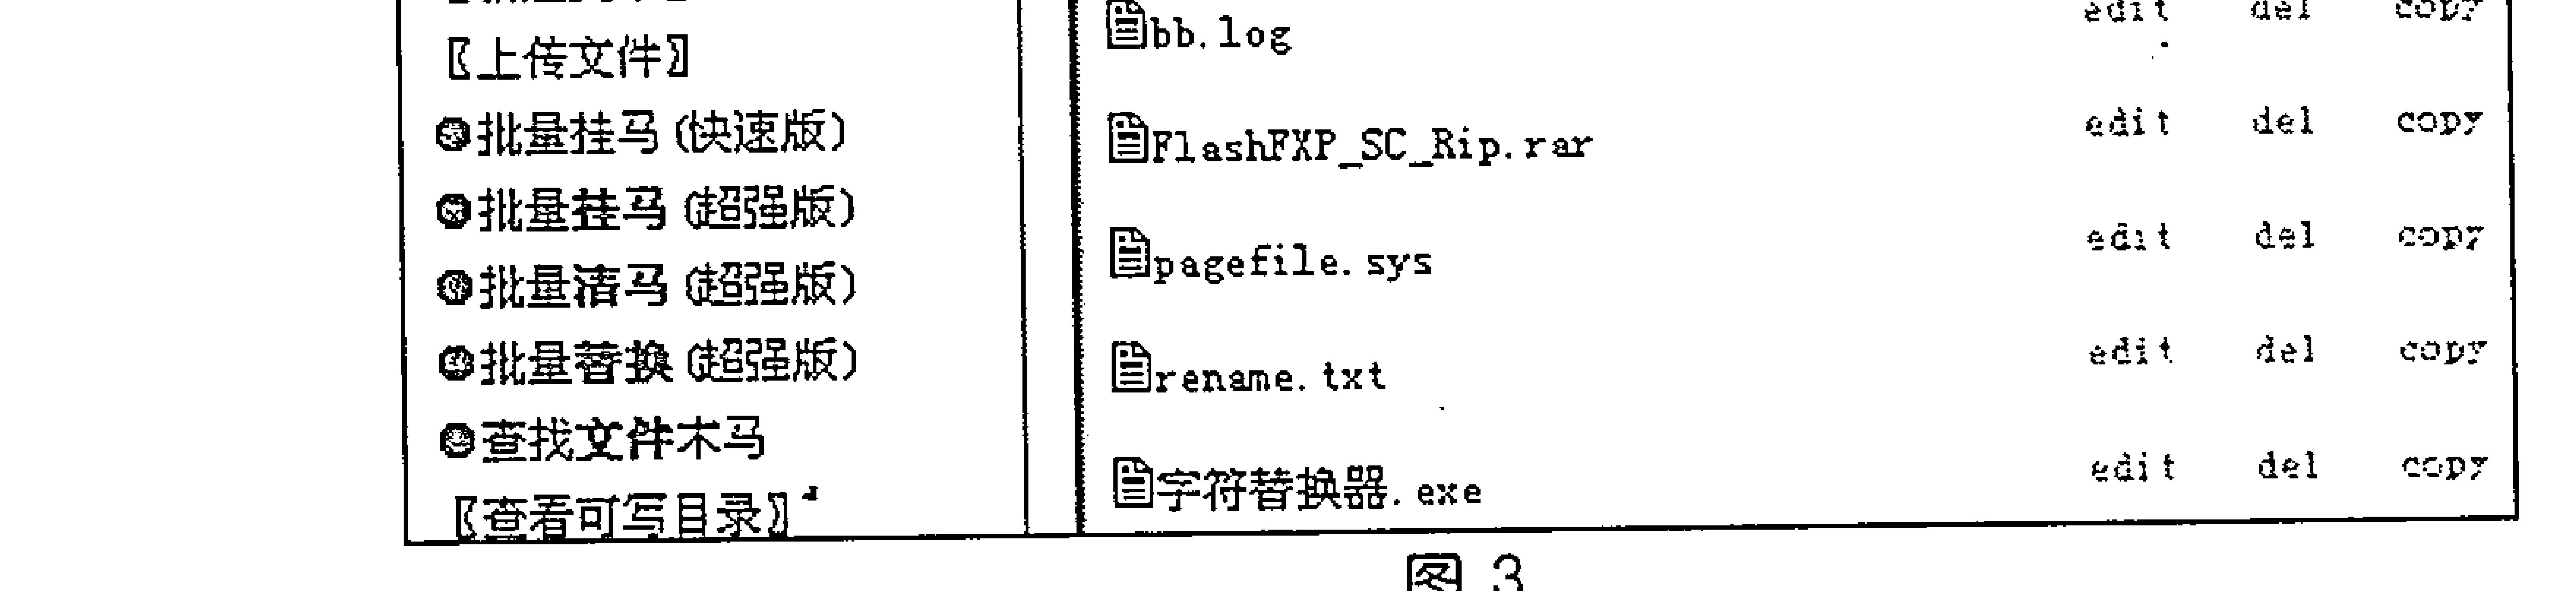 〖上传文件〗
批量挂马(快速版)
批量挂马(超强版)
批量清马(超强版)
批量替换(超强版)
查找文件木马
〖查看可写目录〗
edit del copy
bb.log
FlashFXP_SC_Rip.rar edit del copy
pagefile.sys edit del copy
rename.txt edit del copy
字符替换器.exe edit del copy
图 3